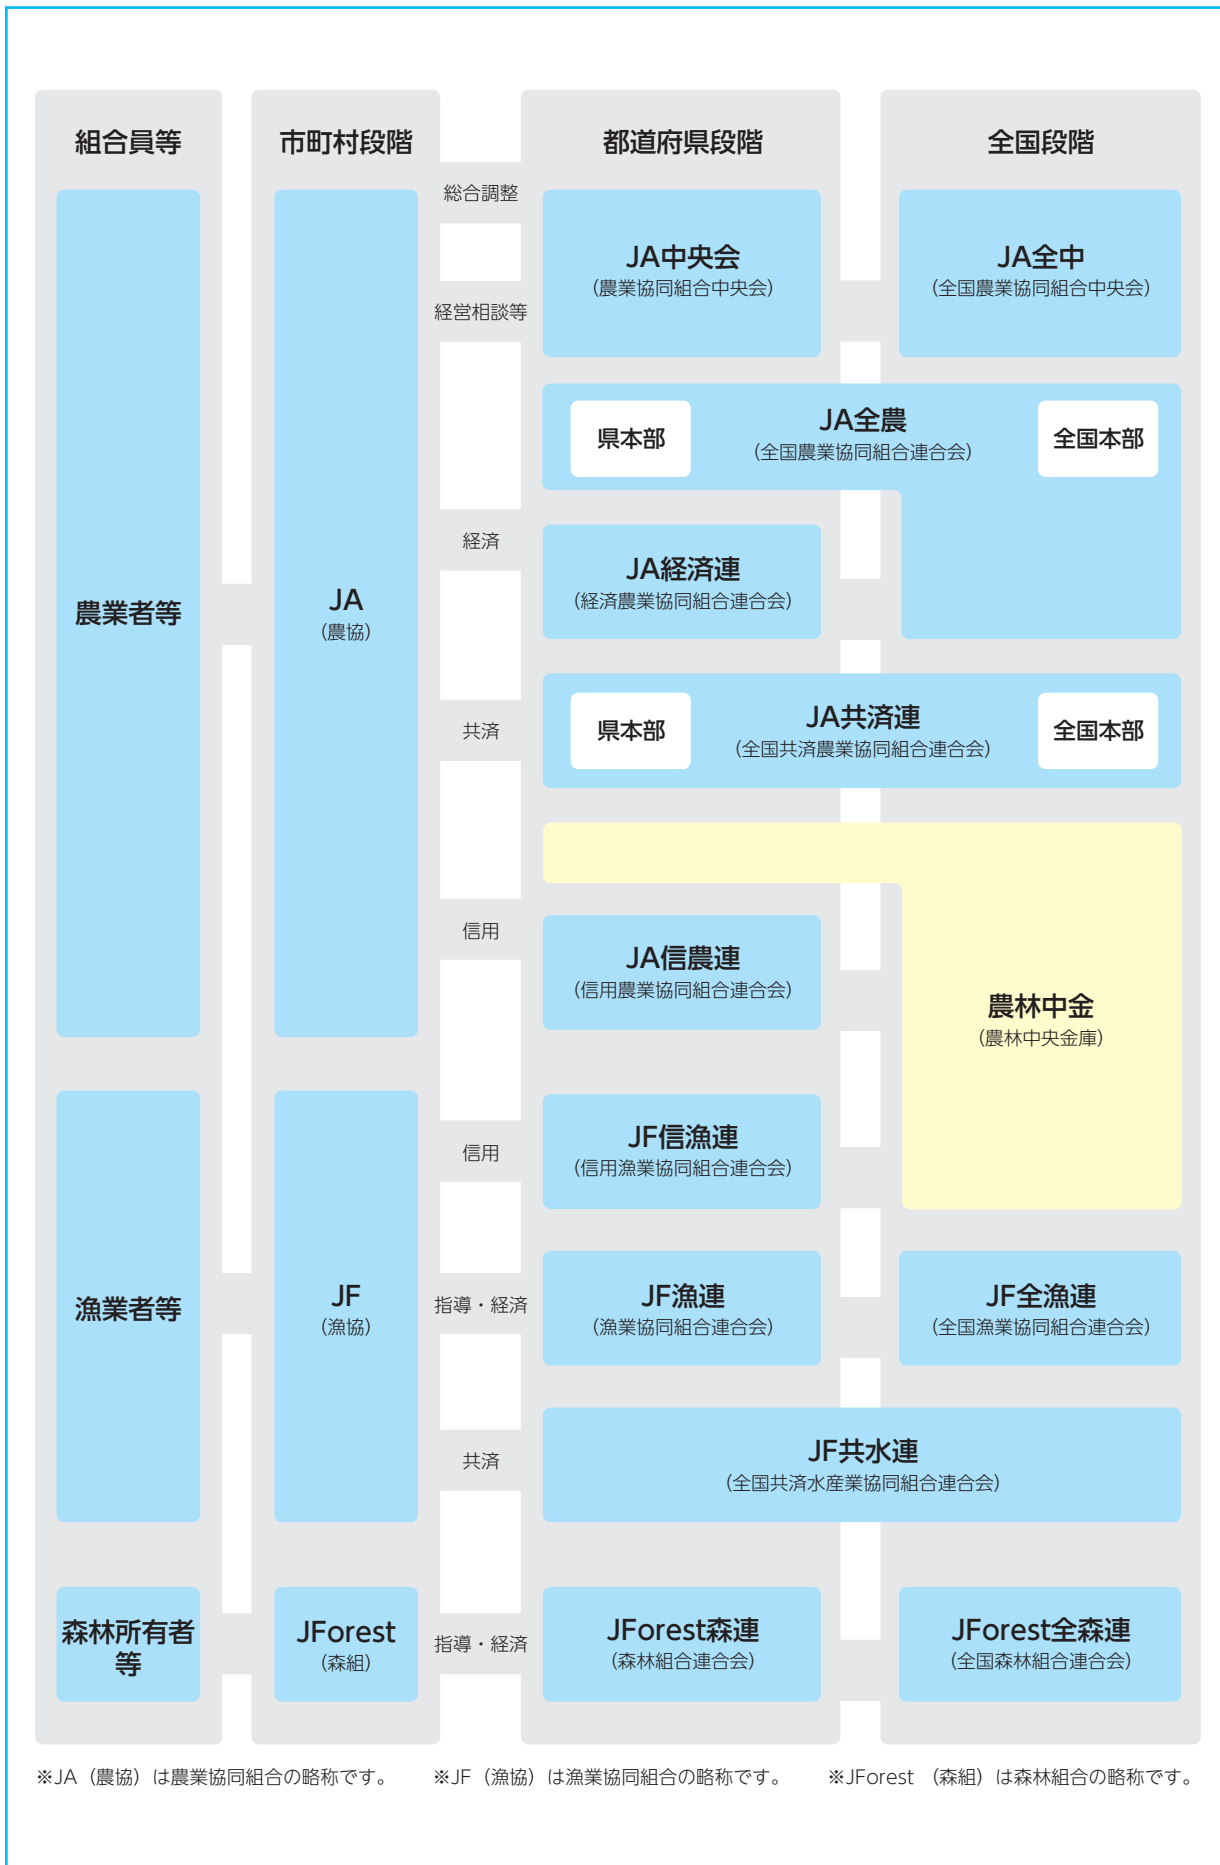 組合員等
市町村段階
都道府県段階
全国段階
総合調整
経営相談等
経済
共済
信用
信用
指導・経済
共済
指導・経済
農業者等
JA
(農協)
JA中央会
(農業協同組合中央会)
JA全中
(全国農業協同組合中央会)
県本部
JA全農
(全国農業協同組合連合会)
全国本部
JA経済連
(経済農業協同組合連合会)
県本部
JA共済連
(全国共済農業協同組合連合会)
全国本部
JA信農連
(信用農業協同組合連合会)
農林中金
(農林中央金庫)
漁業者等
JF
(漁協)
JF信漁連
(信用漁業協同組合連合会)
JF漁連
(漁業協同組合連合会)
JF全漁連
(全国漁業協同組合連合会)
JF共水連
(全国共済水産業協同組合連合会)
森林所有者
等
JForest
(森組)
JForest森連
(森林組合連合会)
JForest全森連
(全国森林組合連合会)
※JA（農協）は農業協同組合の略称です。
※JF（漁協）は漁業協同組合の略称です。
※JForest （森組）は森林組合の略称です。